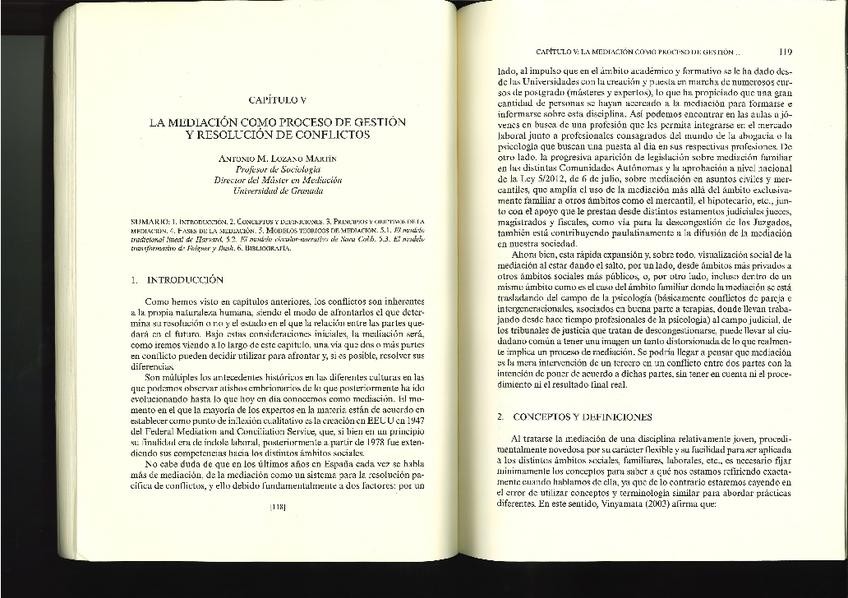 CAPÍTULO V
LA MEDIACIÓN COMO PROCESO DE GESTIÓN
Y RESOLUCIÓN DE CONFLICTOS
ANTONIO M. LOZANO MARTÍN
Profesor de Sociología
Director del Máster en Mediación
Universidad de Granada
SUMARIO: 1. INTRODUCCIÓN. 2. CONCEPTOS Y DEFINICIONES. 3. PRINCIPIOS Y OBJETIVOS DE LA
MEDIACIÓN. 4. FASES DE LA MEDIACIÓN. 5. MODELOS TEÓRICOS DE MEDIACIÓN. 5.1. El modelo
tradicional lineal de Harvard. 5.2. El modelo circular-narrativo de Sara Cobb. 5.3. El modelo
transformativo de Folguer y Bush. 6. BIBLIOGRAFÍA.
1. INTRODUCCIÓN
Como hemos visto en capítulos anteriores, los conflictos son inherentes
a la propia naturaleza humana, siendo el modo de afrontarlos el que deter-
mina su resolución o no y el estado en el que la relación entre las partes que-
dará en el futuro. Bajo estas consideraciones iniciales, la mediación será,
como iremos viendo a lo largo de este capítulo, una vía que dos o más partes
en conflicto pueden decidir utilizar para afrontar y, si es posible, resolver sus
diferencias.
Son múltiples los antecedentes históricos en las diferentes culturas en las
que podemos observar atisbos embrionarios de lo que posteriormente ha ido
evolucionando hasta lo que hoy en día conocemos como mediación. El mo-
mento en el que la mayoría de los expertos en la materia están de acuerdo en
establecer como punto de inflexión cualitativo es la creación en EEUU en 1947
del Federal Mediation and Conciliation Service, que, si bien en un principio
su finalidad era de índole laboral, posteriormente a partir de 1978 fue exten-
diendo sus competencias hacia los distintos ámbitos sociales.
No cabe duda de que en los últimos años en España cada vez se habla
más de mediación, de la mediación como un sistema para la resolución pa-
cífica de conflictos, y ello debido fundamentalmente a dos factores: por un
[118]
CAPÍTULO V: LA MEDIACIÓN COMO PROCESO DE GESTIÓN ... 119
lado, al impulso que en el ámbito académico y formativo se le ha dado des-
de las Universidades con la creación y puesta en marcha de numerosos cur-
sos de postgrado (másteres y expertos), lo que ha propiciado que una gran
cantidad de personas se hayan acercado a la mediación para formarse e
informarse sobre esta disciplina. Así podemos encontrar en las aulas a jó-
venes en busca de una profesión que les permita integrarse en el mercado
laboral junto a profesionales consagrados del mundo de la abogacía o la
psicología que buscan una puesta al día en sus respectivas profesiones. De
otro lado, la progresiva aparición de legislación sobre mediación familiar
en las distintas Comunidades Autónomas y la aprobación a nivel nacional
de la Ley 5/2012, de 6 de julio, sobre mediación en asuntos civiles y mer-
cantiles, que amplía el uso de la mediación más allá del ámbito exclusiva-
mente familiar a otros ámbitos como el mercantil, el hipotecario, etc., jun-
to con el apoyo que le prestan desde distintos estamentos judiciales jueces,
magistrados y fiscales, como vía para la descongestión de los Juzgados,
también está contribuyendo paulatinamente a la difusión de la mediación
en nuestra sociedad.
Ahora bien, esta rápida expansión y, sobre todo, visualización social de la
mediación al estar dando el salto, por un lado, desde ámbitos más privados a
otros ámbitos sociales más públicos, o, por otro lado, incluso dentro de un
mismo ámbito como es el caso del ámbito familiar donde la mediación se está
trasladando del campo de la psicología (básicamente conflictos de pareja e
intergeneracionales, asociados en buena parte a terapias, donde llevan traba-
jando desde hace tiempo profesionales de la psicología) al campo judicial, de
los tribunales de justicia que tratan de descongestionarse, puede llevar al ciu-
dadano común a tener una imagen un tanto distorsionada de lo que realmen-
te implica un proceso de mediación. Se podría llegar a pensar que mediación
es la mera intervención de un tercero en un conflicto entre dos partes con la
intención de poner de acuerdo a dichas partes, sin tener en cuenta ni el proce-
dimiento ni el resultado final real.
2. CONCEPTOS Y DEFINICIONES
Al tratarse la mediación de una disciplina relativamente joven, procedi-
mentalmente novedosa por su carácter flexible y su facilidad para ser aplicada
a los distintos ámbitos sociales, familiares, laborales, etc., es necesario fijar
mínimamente los conceptos para saber a qué nos estamos refiriendo exacta-
mente cuando hablamos de ella, ya que de lo contrario estaremos cayendo en
el error de utilizar conceptos y terminología similar para abordar prácticas
diferentes. En este sentido, Vinyamata (2003) afirma que: